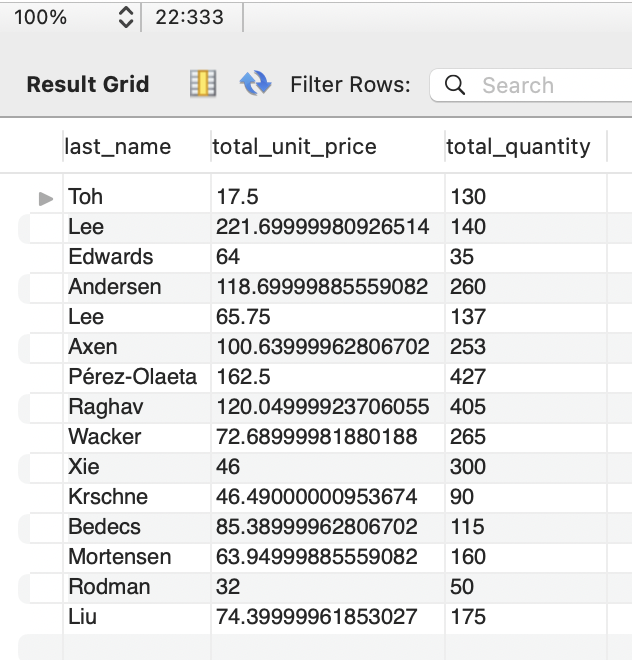 100% 22:333
Result Grid Filter Rows: Search
last_name total_unit_price total_quantity
Toh 17.5 130
Lee 221.69999980926514 140
Edwards 64 35
Andersen 118.69999885559082 260
Lee 65.75 137
Axen 100.63999962806702 253
Pérez-Olaeta 162.5 427
Raghav 120.04999923706055 405
Wacker 72.68999981880188 265
Xie 46 300
Krschne 46.49000000953674 90
Bedecs 85.38999962806702 115
Mortensen 63.94999885559082 160
Rodman 32 50
Liu 74.39999961853027 175